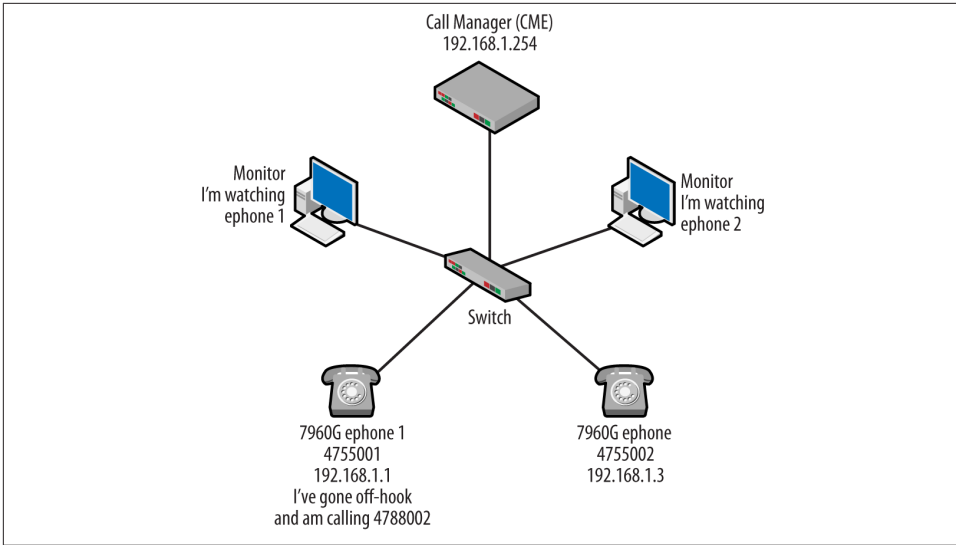 Call Manager (CME)
192.168.1.254
Monitor
I'm watching
ephone 1
Monitor
I'm watching
ephone 2
Switch
7960G ephone 1
4755001
192.168.1.1
I've gone off-hook
and am calling 4788002
7960G ephone
4755002
192.168.1.3